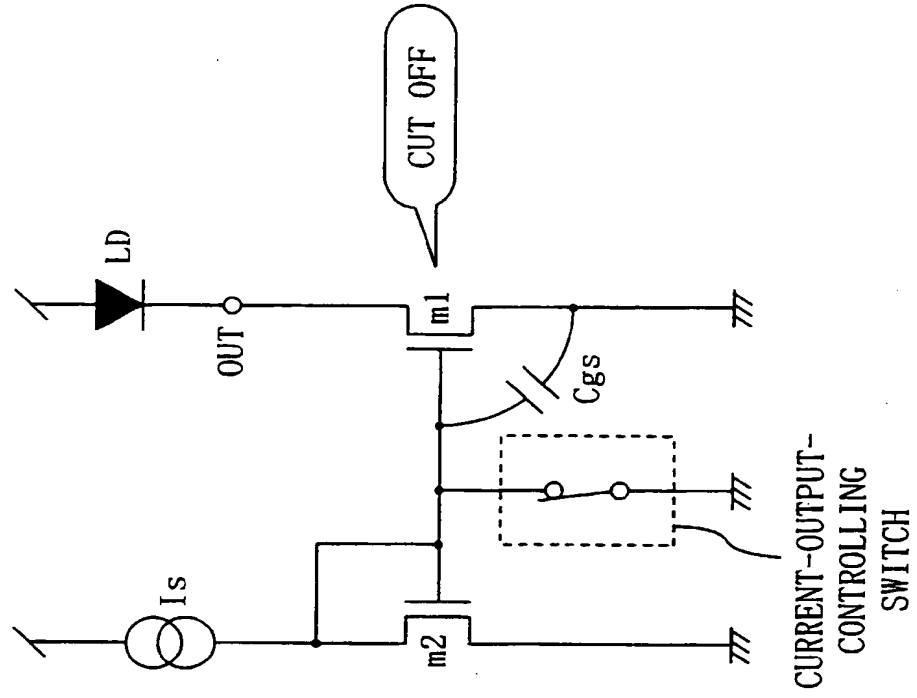 LD
OUT
CUT OFF
Is
m1
Cgs
m2
CURRENT-OUTPUT-
CONTROLLING
SWITCH